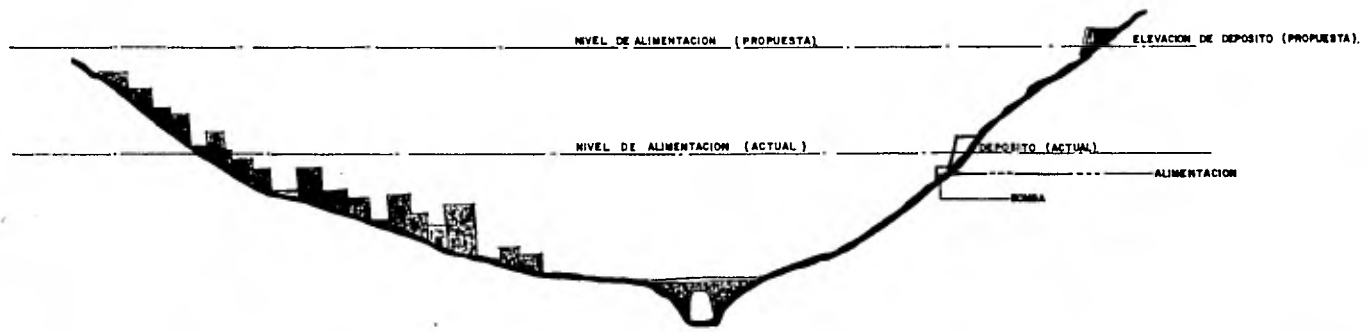 NIVEL DE ALIMENTACION (PROPUESTA)
ELEVACION DE DEPOSITO (PROPUESTA).
NIVEL DE ALIMENTACION (ACTUAL)
DEPOSITO (ACTUAL)
ALIMENTACION
BOMBA